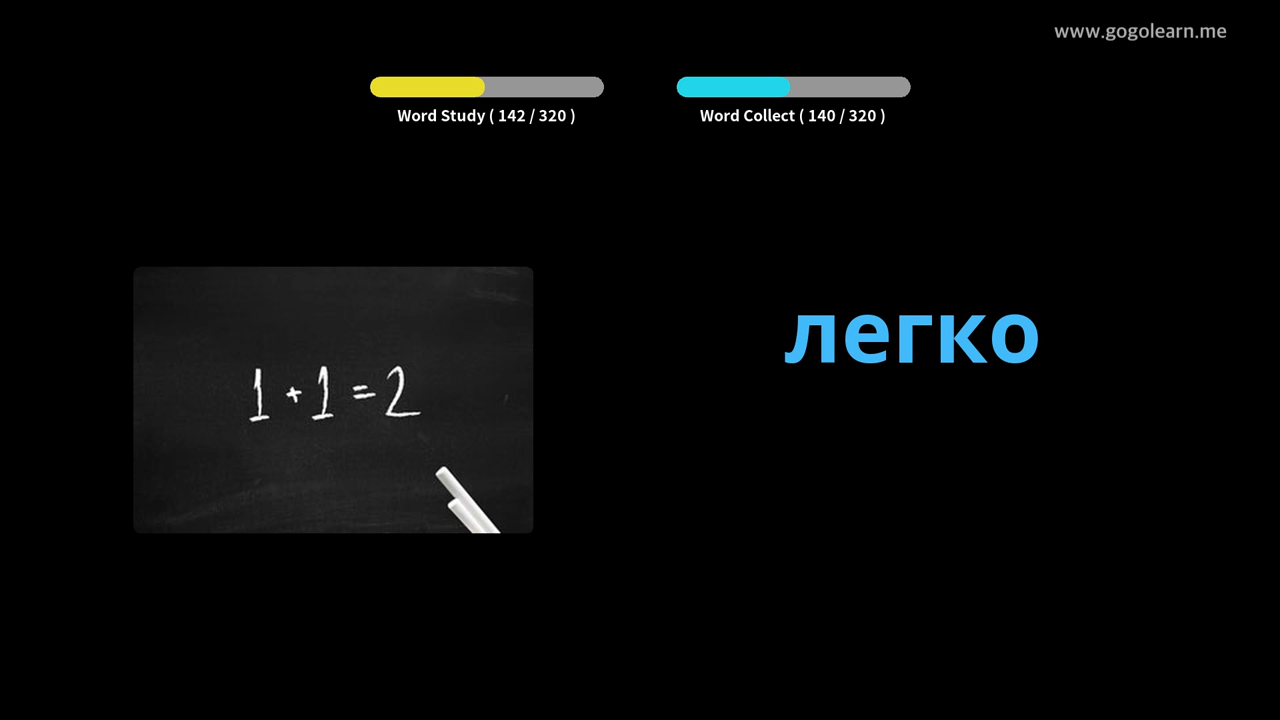 www.gogolearn.me
Word Study ( 142 / 320 )
Word Collect ( 140 / 320 )
легко
1 + 1 = 2